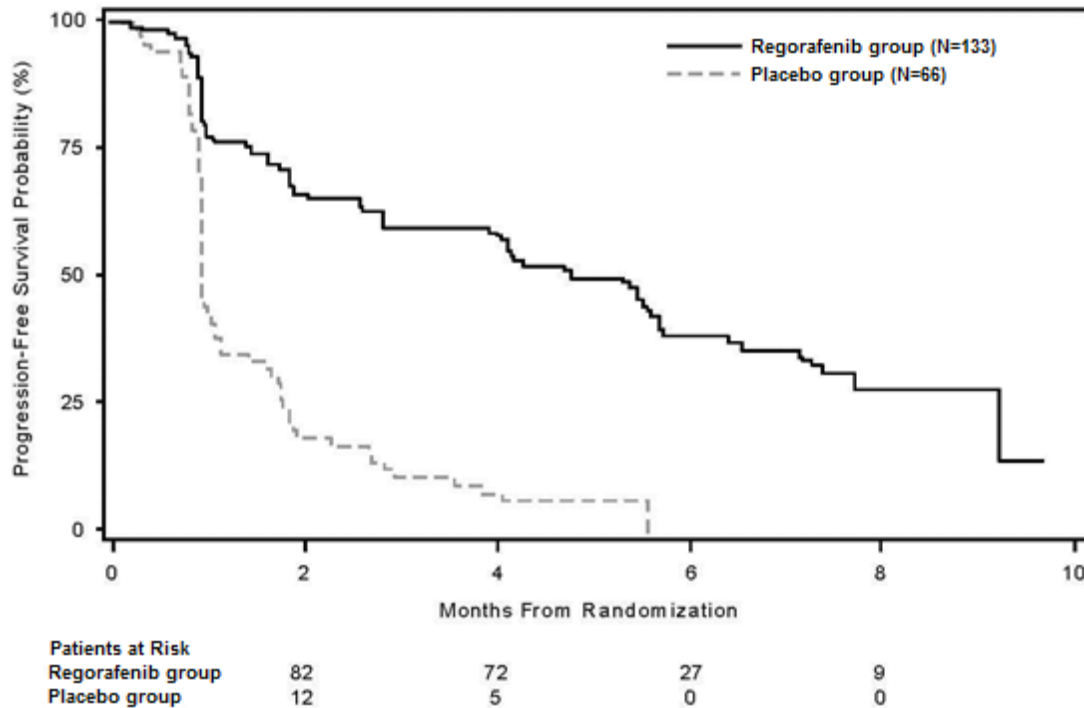 100
75
50
25
0
Progression-Free Survival Probability (%)
Regorafenib group (N=133)
Placebo group (N=66)
0 2 4 6 8 10
Months From Randomization
Patients at Risk
Regorafenib group 82 72 27 9
Placebo group 12 5 0 0